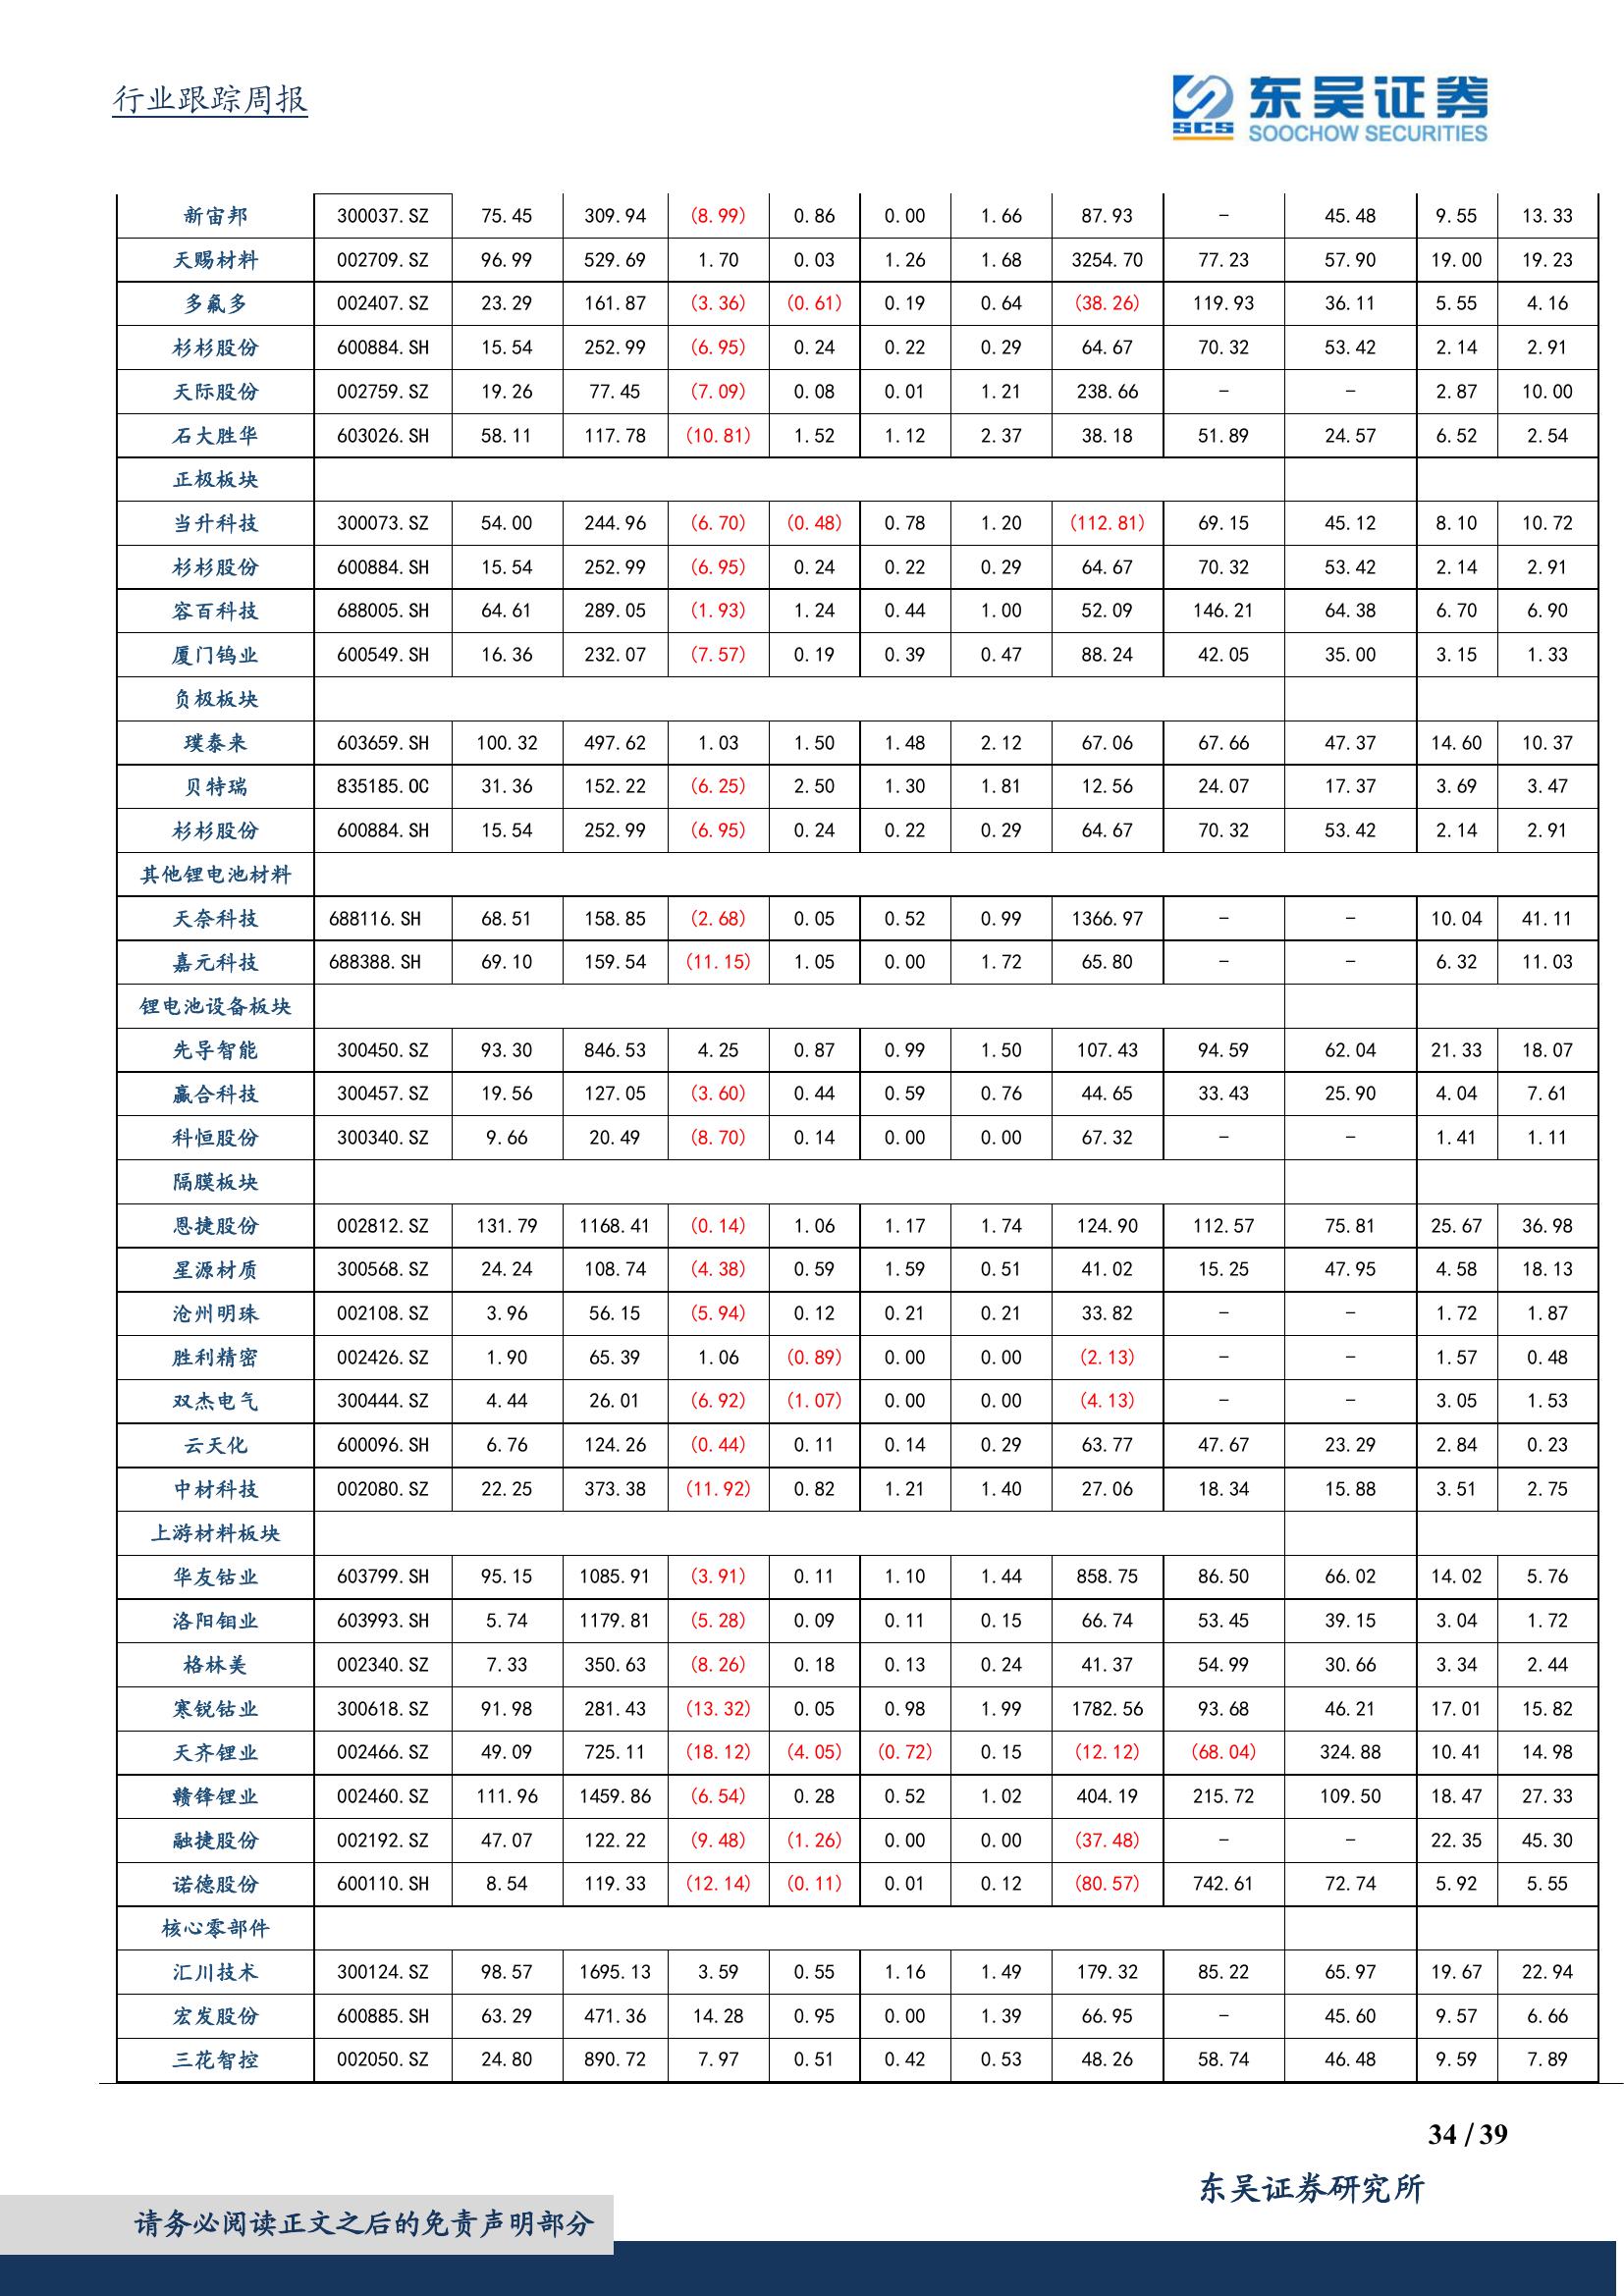 行业跟踪周报
SCS 东吴证券
SOOCHOW SECURITIES
新宙邦 300037.SZ 75.45 309.94 (8.99) 0.86 0.00 1.66 87.93 - 45.48 9.55 13.33
天赐材料 002709.SZ 96.99 529.69 1.70 0.03 1.26 1.68 3254.70 77.23 57.90 19.00 19.23
多氟多 002407.SZ 23.29 161.87 (3.36) (0.61) 0.19 0.64 (38.26) 119.93 36.11 5.55 4.16
杉杉股份 600884.SH 15.54 252.99 (6.95) 0.24 0.22 0.29 64.67 70.32 53.42 2.14 2.91
天际股份 002759.SZ 19.26 77.45 (7.09) 0.08 0.01 1.21 238.66 - - 2.87 10.00
石大胜华 603026.SH 58.11 117.78 (10.81) 1.52 1.12 2.37 38.18 51.89 24.57 6.52 2.54
正极板块
当升科技 300073.SZ 54.00 244.96 (6.70) (0.48) 0.78 1.20 (112.81) 69.15 45.12 8.10 10.72
杉杉股份 600884.SH 15.54 252.99 (6.95) 0.24 0.22 0.29 64.67 70.32 53.42 2.14 2.91
容百科技 688005.SH 64.61 289.05 (1.93) 1.24 0.44 1.00 52.09 146.21 64.38 6.70 6.90
厦门钨业 600549.SH 16.36 232.07 (7.57) 0.19 0.39 0.47 88.24 42.05 35.00 3.15 1.33
负极板块
璞泰来 603659.SH 100.32 497.62 1.03 1.50 1.48 2.12 67.06 67.66 47.37 14.60 10.37
贝特瑞 835185.OC 31.36 152.22 (6.25) 2.50 1.30 1.81 12.56 24.07 17.37 3.69 3.47
杉杉股份 600884.SH 15.54 252.99 (6.95) 0.24 0.22 0.29 64.67 70.32 53.42 2.14 2.91
其他锂电池材料
天奈科技 688116.SH 68.51 158.85 (2.68) 0.05 0.52 0.99 1366.97 - - 10.04 41.11
嘉元科技 688388.SH 69.10 159.54 (11.15) 1.05 0.00 1.72 65.80 - - 6.32 11.03
锂电池设备板块
先导智能 300450.SZ 93.30 846.53 4.25 0.87 0.99 1.50 107.43 94.59 62.04 21.33 18.07
赢合科技 300457.SZ 19.56 127.05 (3.60) 0.44 0.59 0.76 44.65 33.43 25.90 4.04 7.61
科恒股份 300340.SZ 9.66 20.49 (8.70) 0.14 0.00 0.00 67.32 - - 1.41 1.11
隔膜板块
恩捷股份 002812.SZ 131.79 1168.41 (0.14) 1.06 1.17 1.74 124.90 112.57 75.81 25.67 36.98
星源材质 300568.SZ 24.24 108.74 (4.38) 0.59 1.59 0.51 41.02 15.25 47.95 4.58 18.13
沧州明珠 002108.SZ 3.96 56.15 (5.94) 0.12 0.21 0.21 33.82 - - 1.72 1.87
胜利精密 002426.SZ 1.90 65.39 1.06 (0.89) 0.00 0.00 (2.13) - - 1.57 0.48
双杰电气 300444.SZ 4.44 26.01 (6.92) (1.07) 0.00 0.00 (4.13) - - 3.05 1.53
云天化 600096.SH 6.76 124.26 (0.44) 0.11 0.14 0.29 63.77 47.67 23.29 2.84 0.23
中材科技 002080.SZ 22.25 373.38 (11.92) 0.82 1.21 1.40 27.06 18.34 15.88 3.51 2.75
上游材料板块
华友钴业 603799.SH 95.15 1085.91 (3.91) 0.11 1.10 1.44 858.75 86.50 66.02 14.02 5.76
洛阳钼业 603993.SH 5.74 1179.81 (5.28) 0.09 0.11 0.15 66.74 53.45 39.15 3.04 1.72
格林美 002340.SZ 7.33 350.63 (8.26) 0.18 0.13 0.24 41.37 54.99 30.66 3.34 2.44
寒锐钴业 300618.SZ 91.98 281.43 (13.32) 0.05 0.98 1.99 1782.56 93.68 46.21 17.01 15.82
天齐锂业 002466.SZ 49.09 725.11 (18.12) (4.05) (0.72) 0.15 (12.12) (68.04) 324.88 10.41 14.98
赣锋锂业 002460.SZ 111.96 1459.86 (6.54) 0.28 0.52 1.02 404.19 215.72 109.50 18.47 27.33
融捷股份 002192.SZ 47.07 122.22 (9.48) (1.26) 0.00 0.00 (37.48) - - 22.35 45.30
诺德股份 600110.SH 8.54 119.33 (12.14) (0.11) 0.01 0.12 (80.57) 742.61 72.74 5.92 5.55
核心零部件
汇川技术 300124.SZ 98.57 1695.13 3.59 0.55 1.16 1.49 179.32 85.22 65.97 19.67 22.94
宏发股份 600885.SH 63.29 471.36 14.28 0.95 0.00 1.39 66.95 - 45.60 9.57 6.66
三花智控 002050.SZ 24.80 890.72 7.97 0.51 0.42 0.53 48.26 58.74 46.48 9.59 7.89
34 / 39
东吴证券研究所
请务必阅读正文之后的免责声明部分